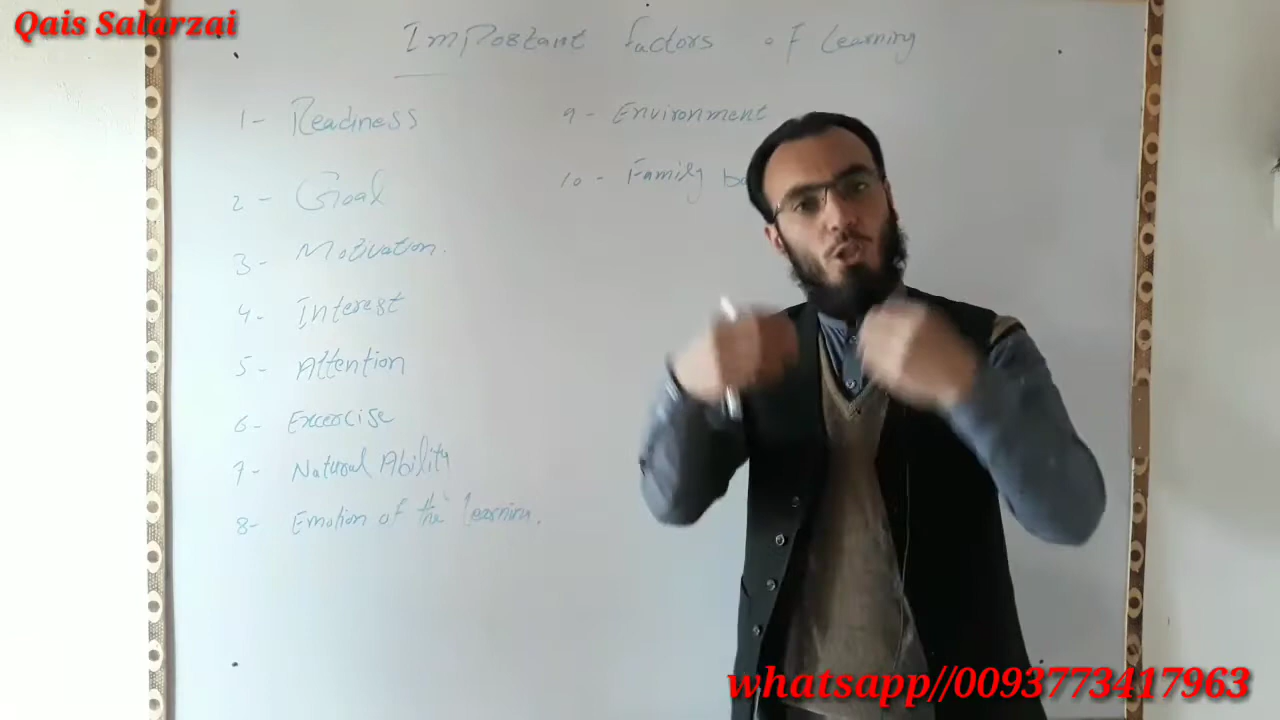 Qais Salarzai
Important factors of Learning
1- Readiness
2- Goal
3- Motivation.
4- Interest
5- Attention
6- Excercise
7- Natural Ability
8- Emotion of the learning.
9- Environment
10- Family
whatsapp//0093773417963